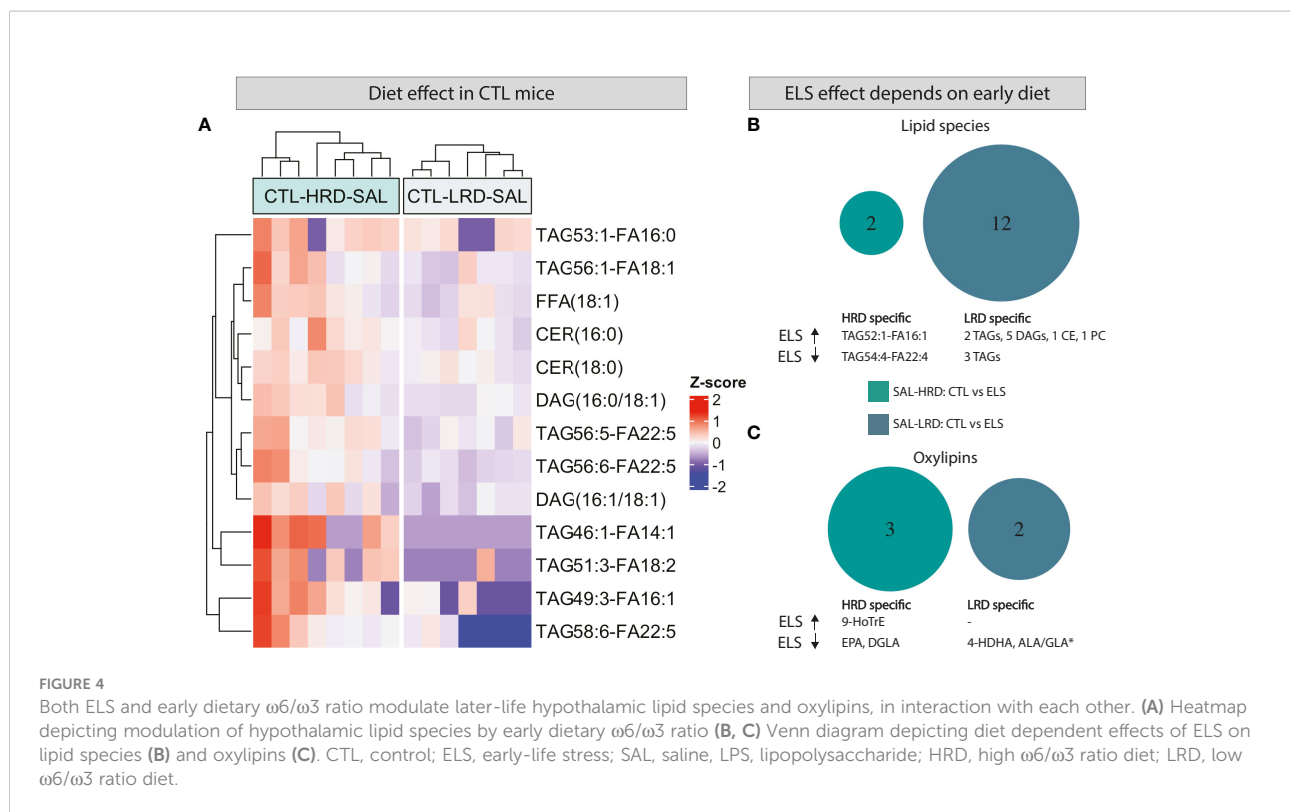 Diet effect in CTL mice
ELS effect depends on early diet
A
CTL-HRD-SAL
CTL-LRD-SAL
TAG53:1-FA16:0
TAG56:1-FA18:1
FFA(18:1)
CER(16:0)
CER(18:0)
DAG(16:0/18:1)
TAG56:5-FA22:5
TAG56:6-FA22:5
DAG(16:1/18:1)
TAG46:1-FA14:1
TAG51:3-FA18:2
TAG49:3-FA16:1
TAG58:6-FA22:5
Z-score
2
1
0
-1
-2
B
Lipid species
2
12
HRD specific
LRD specific
ELS ↑ TAG52:1-FA16:1 2 TAGs, 5 DAGs, 1 CE, 1 PC
ELS ↓ TAG54:4-FA22:4 3 TAGs
SAL-HRD: CTL vs ELS
SAL-LRD: CTL vs ELS
C
Oxylipins
3
2
HRD specific
LRD specific
ELS ↑ 9-HoTrE -
ELS ↓ EPA, DGLA 4-HDHA, ALA/GLA*
FIGURE 4
Both ELS and early dietary ω6/ω3 ratio modulate later-life hypothalamic lipid species and oxylipins, in interaction with each other. (A) Heatmap
depicting modulation of hypothalamic lipid species by early dietary ω6/ω3 ratio (B, C) Venn diagram depicting diet dependent effects of ELS on
lipid species (B) and oxylipins (C). CTL, control; ELS, early-life stress; SAL, saline, LPS, lipopolysaccharide; HRD, high ω6/ω3 ratio diet; LRD, low
ω6/ω3 ratio diet.